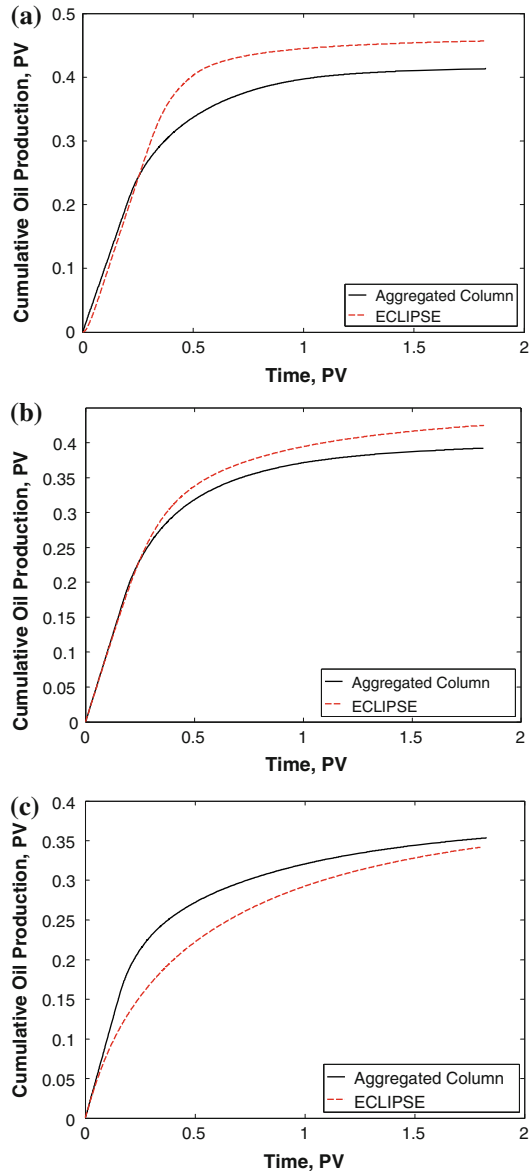 (a)
Cumulative Oil Production, PV
0.5
0.4
0.3
0.2
0.1
0
0 0.5 1 1.5 2
Time, PV
Aggregated Column
ECLIPSE
(b)
Cumulative Oil Production, PV
0.4
0.35
0.3
0.25
0.2
0.15
0.1
0.05
0
0 0.5 1 1.5 2
Time, PV
Aggregated Column
ECLIPSE
(c)
Cumulative Oil Production, PV
0.4
0.35
0.3
0.25
0.2
0.15
0.1
0.05
0
0 0.5 1 1.5 2
Time, PV
Aggregated Column
ECLIPSE